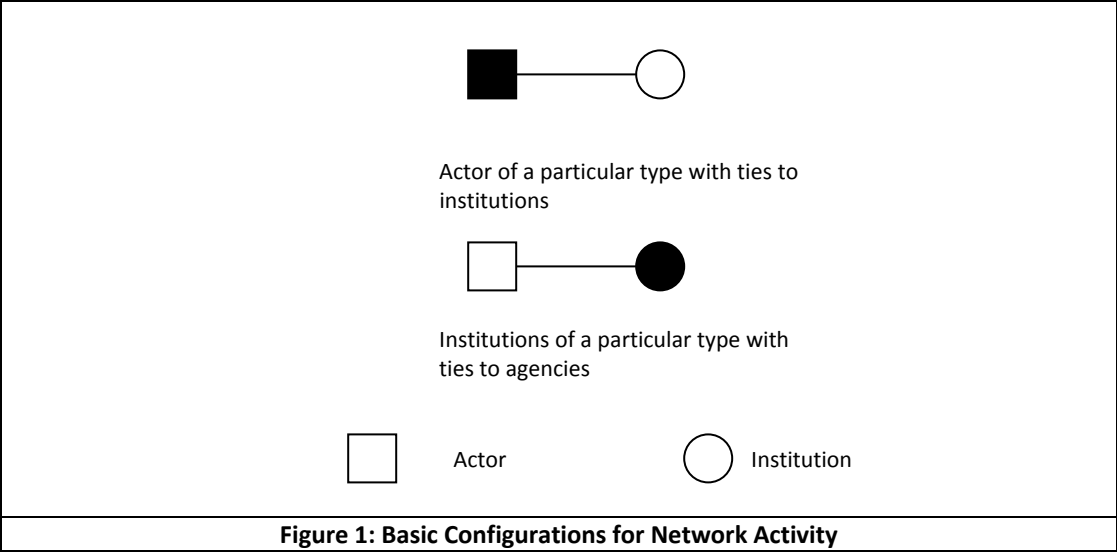 Actor of a particular type with ties to
institutions
Institutions of a particular type with
ties to agencies
Actor
Institution
Figure 1: Basic Configurations for Network Activity